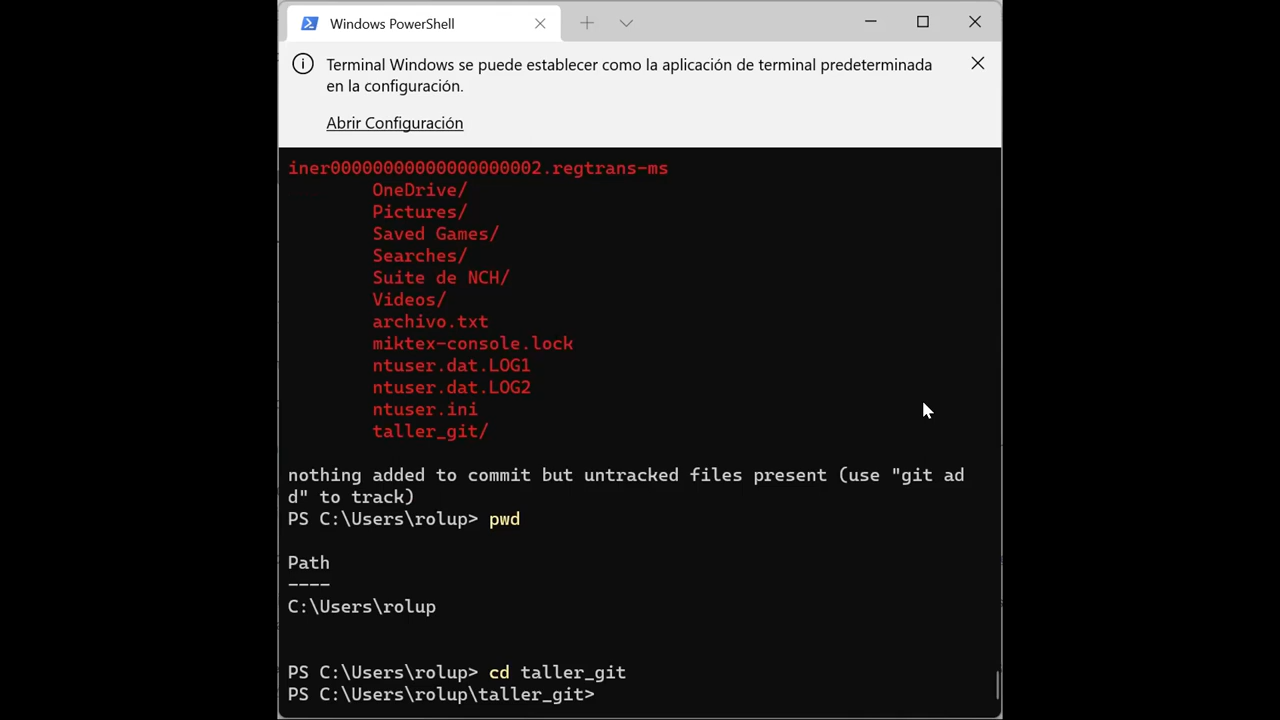 Windows PowerShell
Terminal Windows se puede establecer como la aplicación de terminal predeterminada
en la configuración.
Abrir Configuración
iner00000000000000000002.regtrans-ms
OneDrive/
Pictures/
Saved Games/
Searches/
Suite de NCH/
Videos/
archivo.txt
miktex-console.lock
ntuser.dat.LOG1
ntuser.dat.LOG2
ntuser.ini
taller_git/
nothing added to commit but untracked files present (use "git ad
d" to track)
PS C:\Users\rolup> pwd
Path
----
C:\Users\rolup
PS C:\Users\rolup> cd taller_git
PS C:\Users\rolup\taller_git>